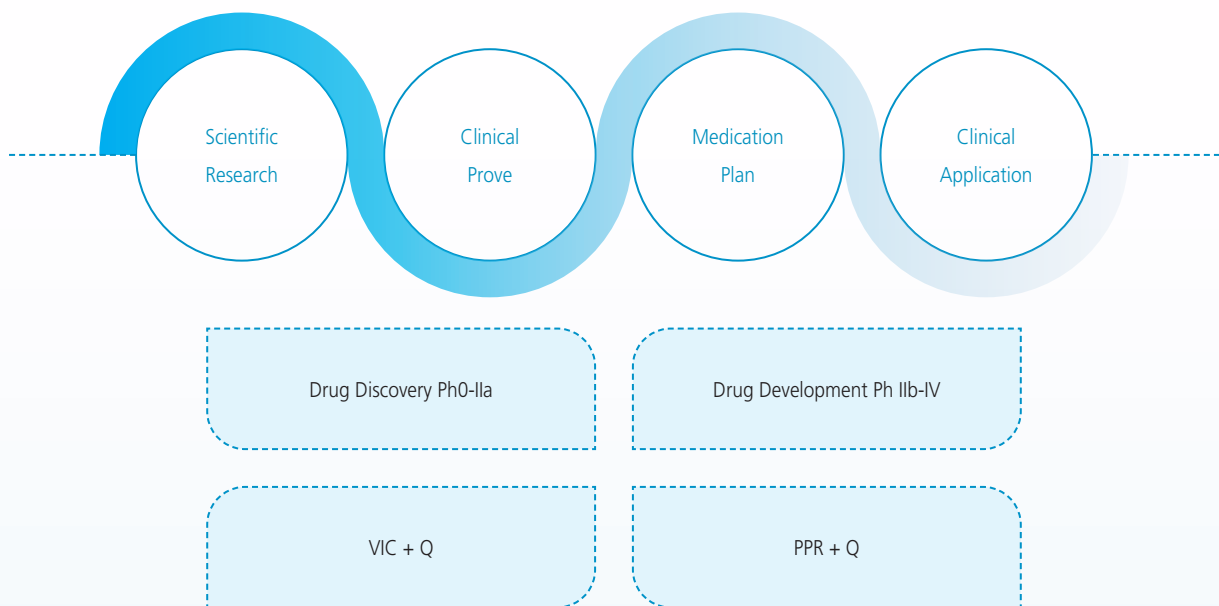 Scientific
Research
Clinical
Prove
Medication
Plan
Clinical
Application
Drug Discovery Ph0-IIa
Drug Development Ph IIb-IV
VIC + Q
PPR + Q